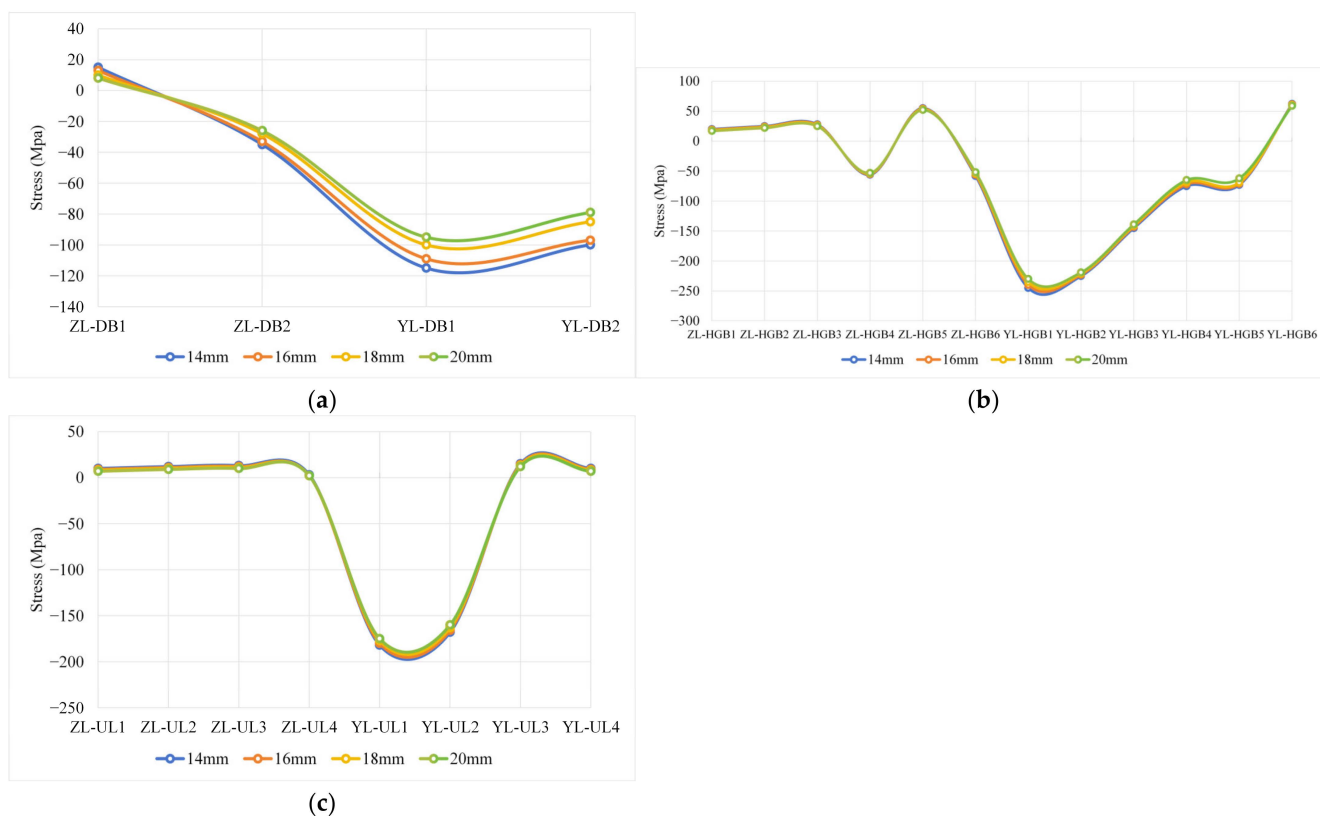 40
20
0
−20
−40
−60
−80
−100
−120
−140
Stress (Mpa)
ZL-DB1 ZL-DB2 YL-DB1 YL-DB2
14mm 16mm 18mm 20mm
(a)
100
50
0
−50
−100
−150
−200
−250
−300
Stress (Mpa)
ZL-HGB1 ZL-HGB2 ZL-HGB3 ZL-HGB4 ZL-HGB5 ZL-HGB6 YL-HGB1 YL-HGB2 YL-HGB3 YL-HGB4 YL-HGB5 YL-HGB6
14mm 16mm 18mm 20mm
(b)
50
0
−50
−100
−150
−200
−250
Stress (Mpa)
ZL-UL1 ZL-UL2 ZL-UL3 ZL-UL4 YL-UL1 YL-UL2 YL-UL3 YL-UL4
14mm 16mm 18mm 20mm
(c)